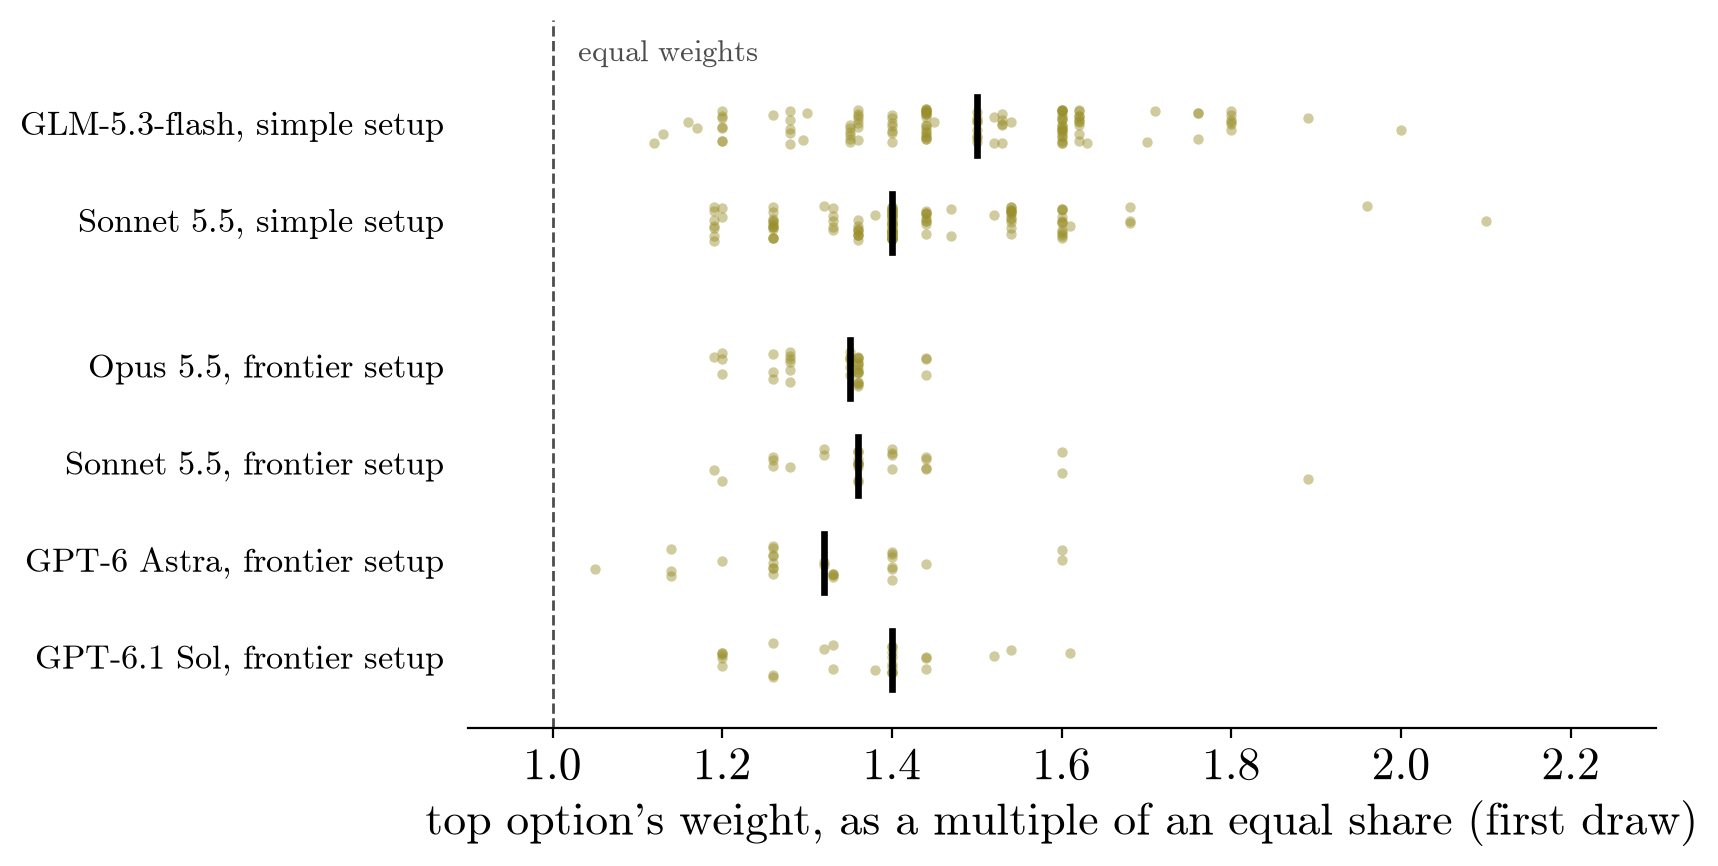 equal weights
GLM-5.3-flash, simple setup
Sonnet 5.5, simple setup
Opus 5.5, frontier setup
Sonnet 5.5, frontier setup
GPT-6 Astra, frontier setup
GPT-6.1 Sol, frontier setup
1.0 1.2 1.4 1.6 1.8 2.0 2.2
top option’s weight, as a multiple of an equal share (first draw)